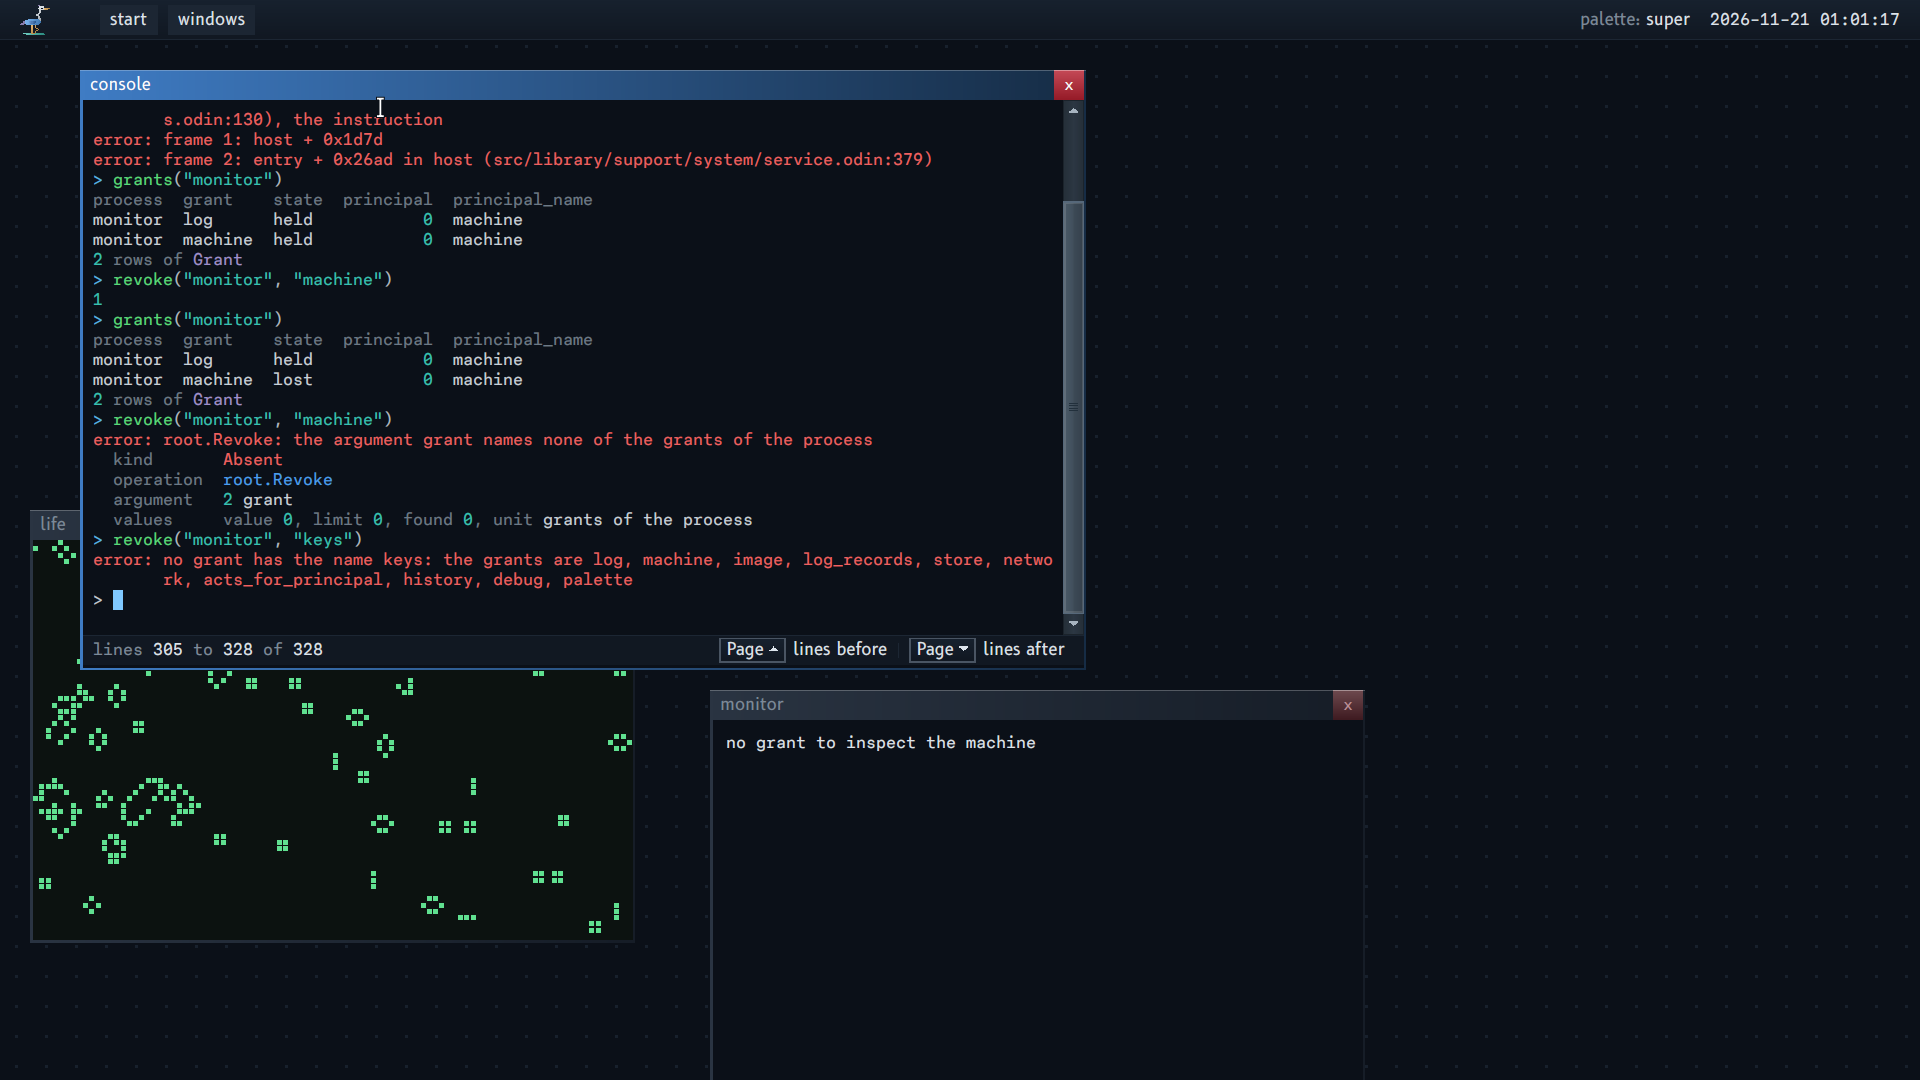 start windows palette: super 2026-11-21 01:01:17
console x
s.odin:130), the instruction
error: frame 1: host + 0x1d7d
error: frame 2: entry + 0x26ad in host (src/library/support/system/service.odin:379)
> grants("monitor")
process grant state principal principal_name
monitor log held 0 machine
monitor machine held 0 machine
2 rows of Grant
> revoke("monitor", "machine")
1
> grants("monitor")
process grant state principal principal_name
monitor log held 0 machine
monitor machine lost 0 machine
2 rows of Grant
> revoke("monitor", "machine")
error: root.Revoke: the argument grant names none of the grants of the process
kind Absent
operation root.Revoke
argument 2 grant
values value 0, limit 0, found 0, unit grants of the process
> revoke("monitor", "keys")
error: no grant has the name keys: the grants are log, machine, image, log_records, store, netwo
rk, acts_for_principal, history, debug, palette
>
lines 305 to 328 of 328 Page lines before Page lines after
life
monitor x
no grant to inspect the machine